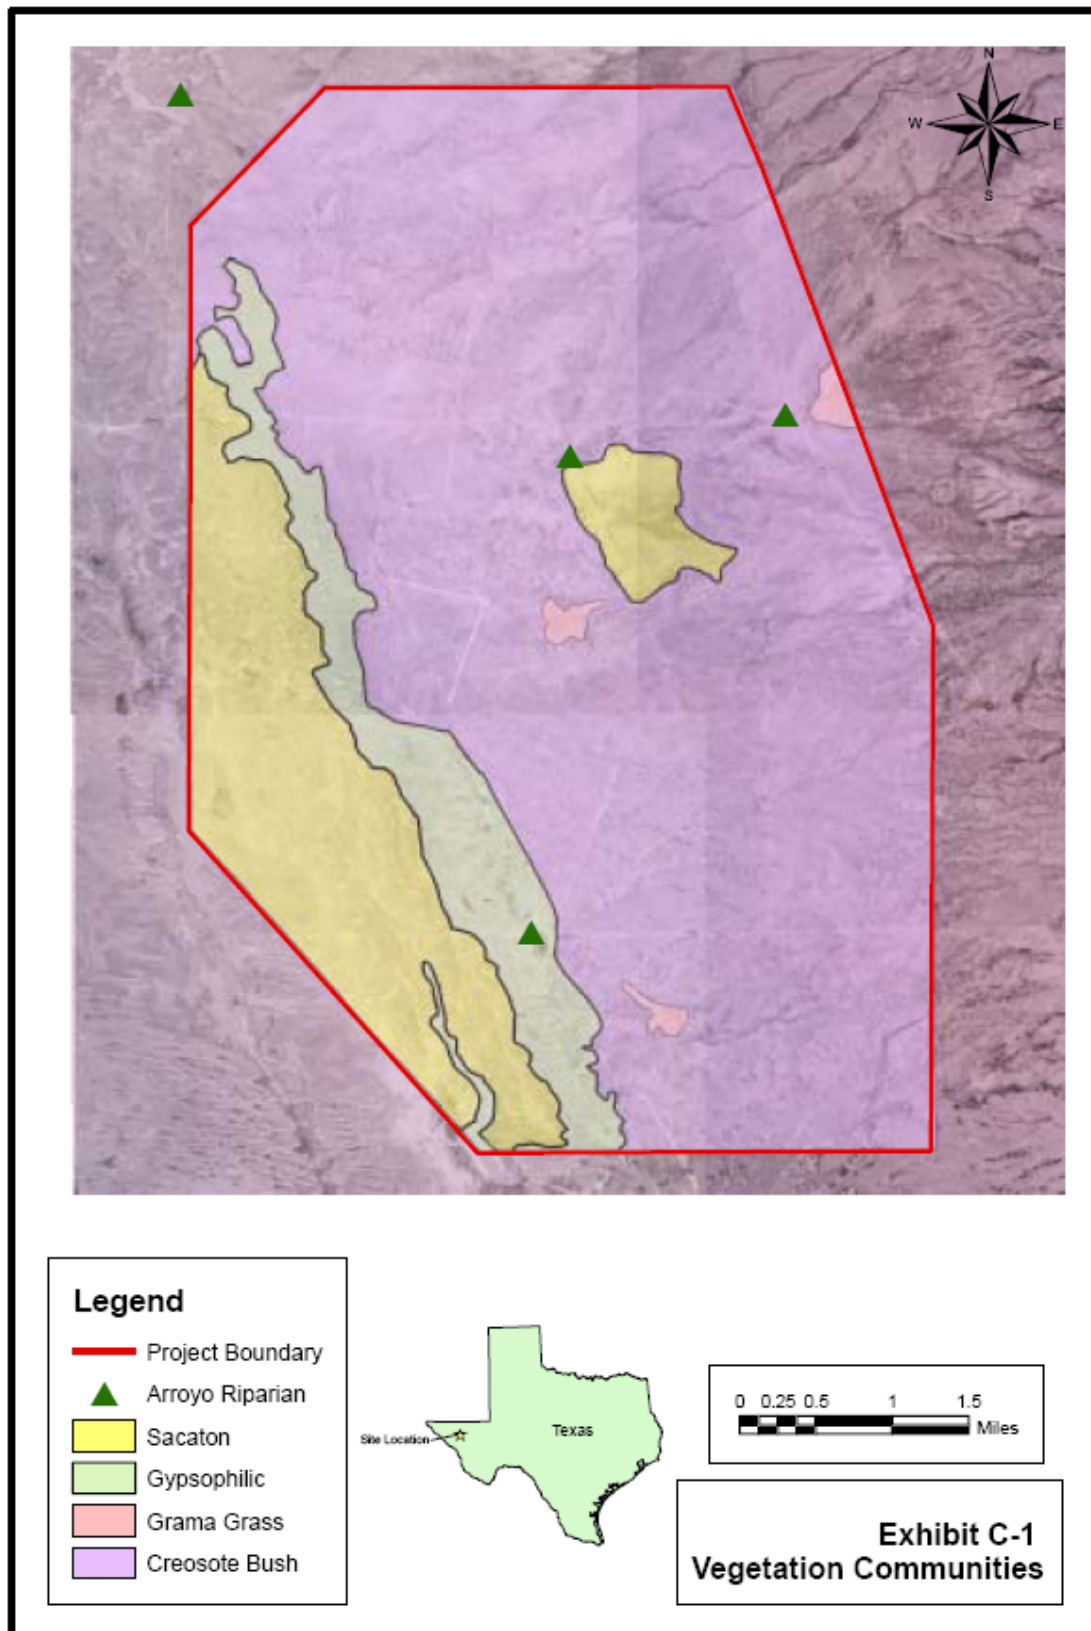 N
W E
S
Legend
Project Boundary
Arroyo Riparian
Sacaton
Gypsophilic
Grama Grass
Creosote Bush
Site Location
Texas
0 0.25 0.5 1 1.5
Miles
Exhibit C-1
Vegetation Communities